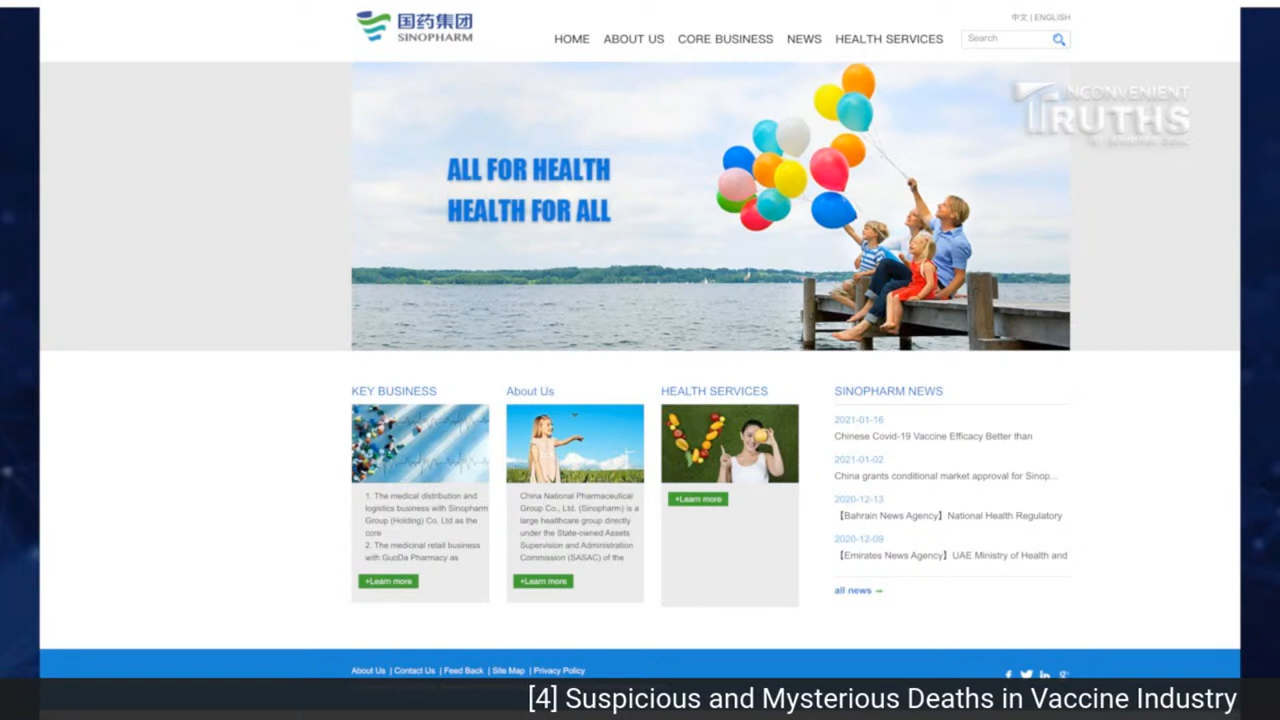 国药集团
SINOPHARM
中文 | ENGLISH
HOME ABOUT US CORE BUSINESS NEWS HEALTH SERVICES
Search
INCONVENIENT
TRUTHS
ALL FOR HEALTH
HEALTH FOR ALL
KEY BUSINESS
1. The medical distribution and
logistics business with Sinopharm
Group (Holding) Co. Ltd as the
core
2. The medicinal retail business
with GuoDa Pharmacy as
+Learn more
About Us
China National Pharmaceutical
Group Co., Ltd. (Sinopharm) is a
large healthcare group directly
under the State-owned Assets
Supervision and Administration
Commission (SASAC) of the
+Learn more
HEALTH SERVICES
+Learn more
SINOPHARM NEWS
2021-01-16
Chinese Covid-19 Vaccine Efficacy Better than
2021-01-02
China grants conditional market approval for Sinop...
2020-12-13
【Bahrain News Agency】National Health Regulatory
2020-12-09
【Emirates News Agency】UAE Ministry of Health and
all news
About Us | Contact Us | Feed Back | Site Map | Privacy Policy
[4] Suspicious and Mysterious Deaths in Vaccine Industry